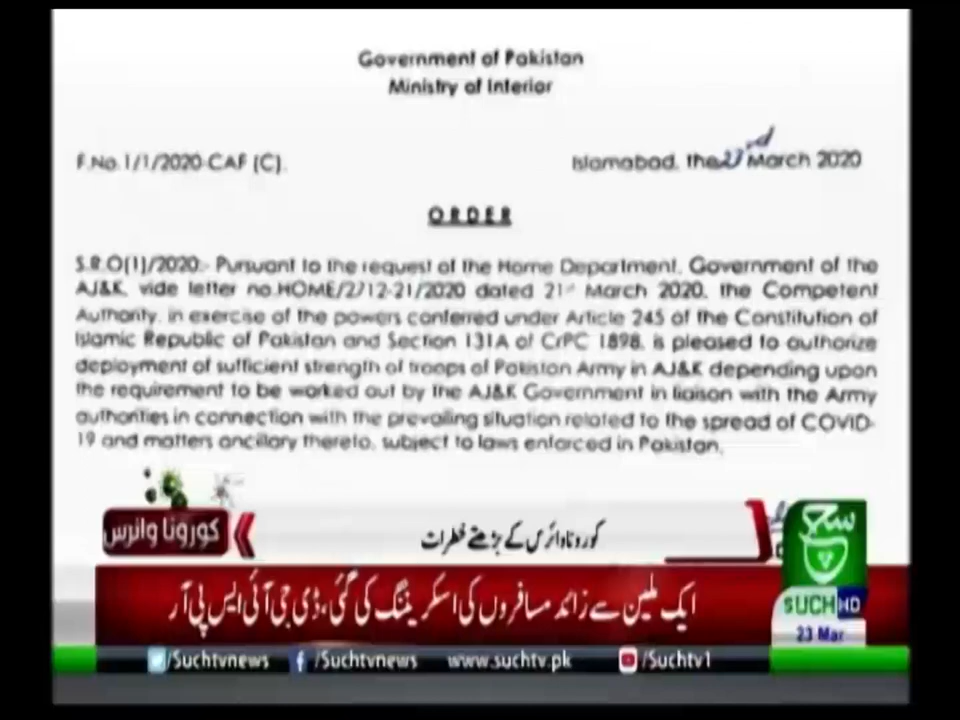 Government of Pakistan
Ministry of Interior
F.No.1/1/2020-CAF (C).
Islamabad, the 23rd March 2020
ORDER
S.R.O(1)/2020:- Pursuant to the request of the Home Department, Government of the
AJ&K, vide letter no.HOME/2712-21/2020 dated 21st March 2020, the Competent
Authority, in exercise of the powers conferred under Article 245 of the Constitution of
Islamic Republic of Pakistan and Section 131A of CrPC 1898, is pleased to authorize
deployment of sufficient strength of troops of Pakistan Army in AJ&K depending upon
the requirement to be worked out by the AJ&K Government in liaison with the Army
authorities in connection with the prevailing situation related to the spread of COVID-
19 and matters ancillary thereto, subject to laws enforced in Pakistan.
کورونا وائرس
کورونا وائرس کے بڑھتے خطرات
سچ
ایک ملین سے زائد مسافروں کی اسکریننگ کی گئی، ڈی جی آئی ایس پی آر
SUCH HD
23 Mar
/Suchtvnews
/Suchtvnews
www.suchtv.pk
/Suchtv1